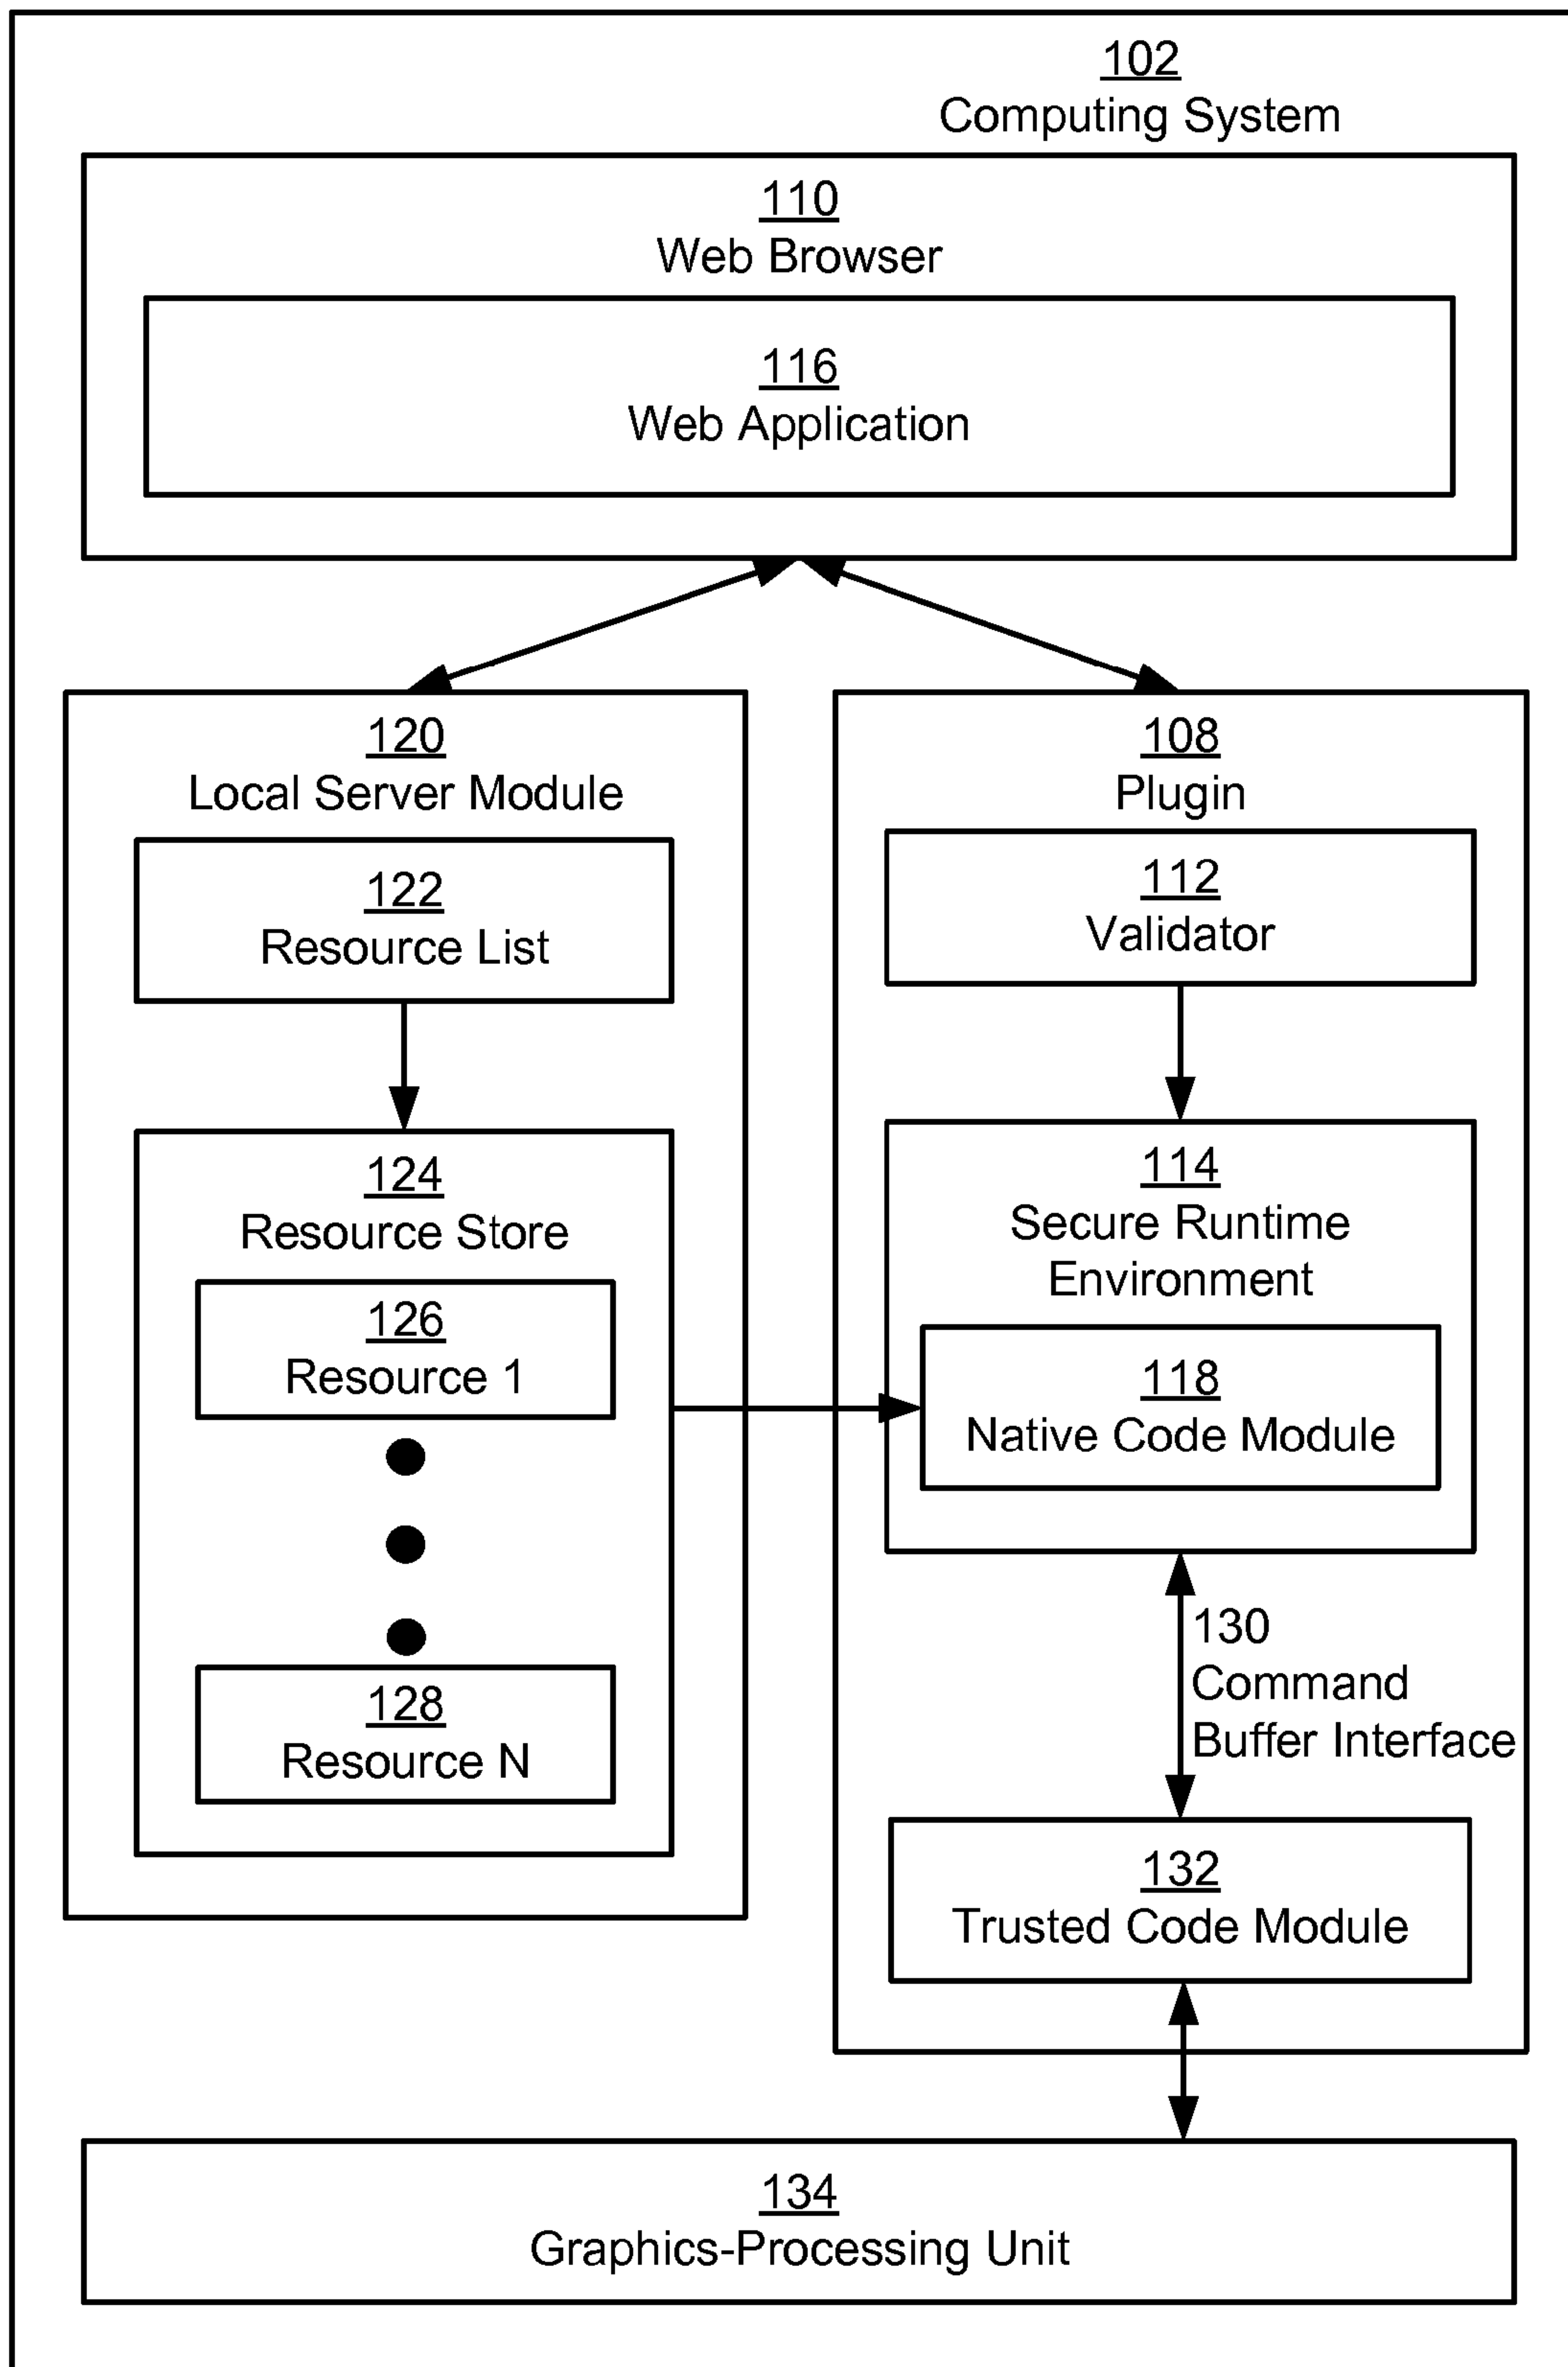 102
Computing System
110
Web Browser
116
Web Application
120
Local Server Module
122
Resource List
124
Resource Store
126
Resource 1
128
Resource N
108
Plugin
112
Validator
114
Secure Runtime
Environment
118
Native Code Module
130
Command
Buffer Interface
132
Trusted Code Module
134
Graphics-Processing Unit